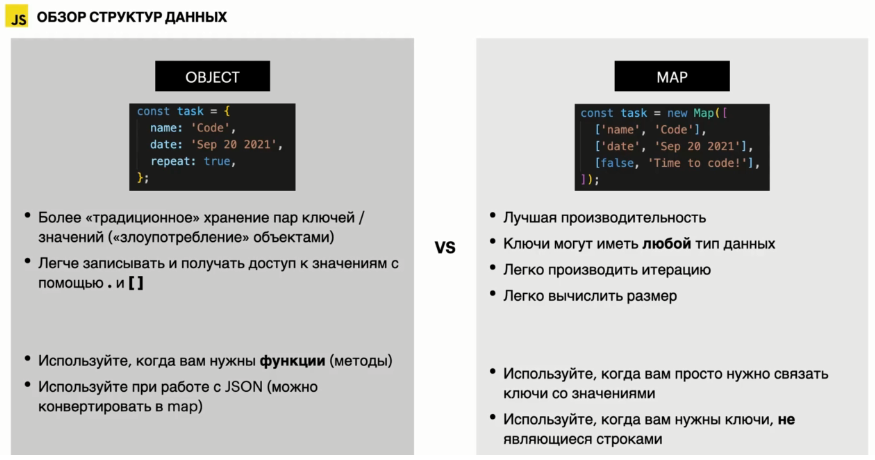 JS ОБЗОР СТРУКТУР ДАННЫХ
OBJECT
const task = {
name: 'Code',
date: 'Sep 20 2021',
repeat: true,
};
• Более «традиционное» хранение пар ключей /
значений («злоупотребление» объектами)
• Легче записывать и получать доступ к значениям с
помощью . и [ ]
• Используйте, когда вам нужны функции (методы)
• Используйте при работе с JSON (можно
конвертировать в map)
VS
MAP
const task = new Map([
['name', 'Code'],
['date', 'Sep 20 2021'],
[false, 'Time to code!'],
]);
• Лучшая производительность
• Ключи могут иметь любой тип данных
• Легко производить итерацию
• Легко вычислить размер
• Используйте, когда вам просто нужно связать
ключи со значениями
• Используйте, когда вам нужны ключи, не
являющиеся строками